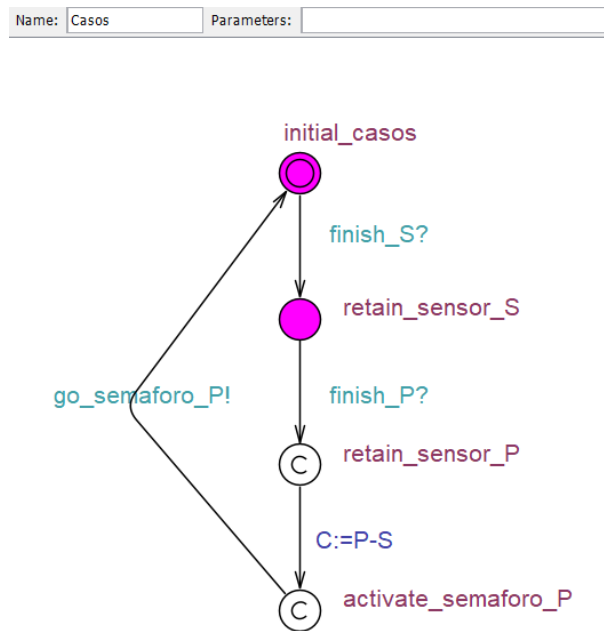 Name: Casos Parameters:
initial_casos
finish_S?
retain_sensor_S
go_semaforo_P! finish_P?
retain_sensor_P
C
C:=P-S
activate_semaforo_P
C